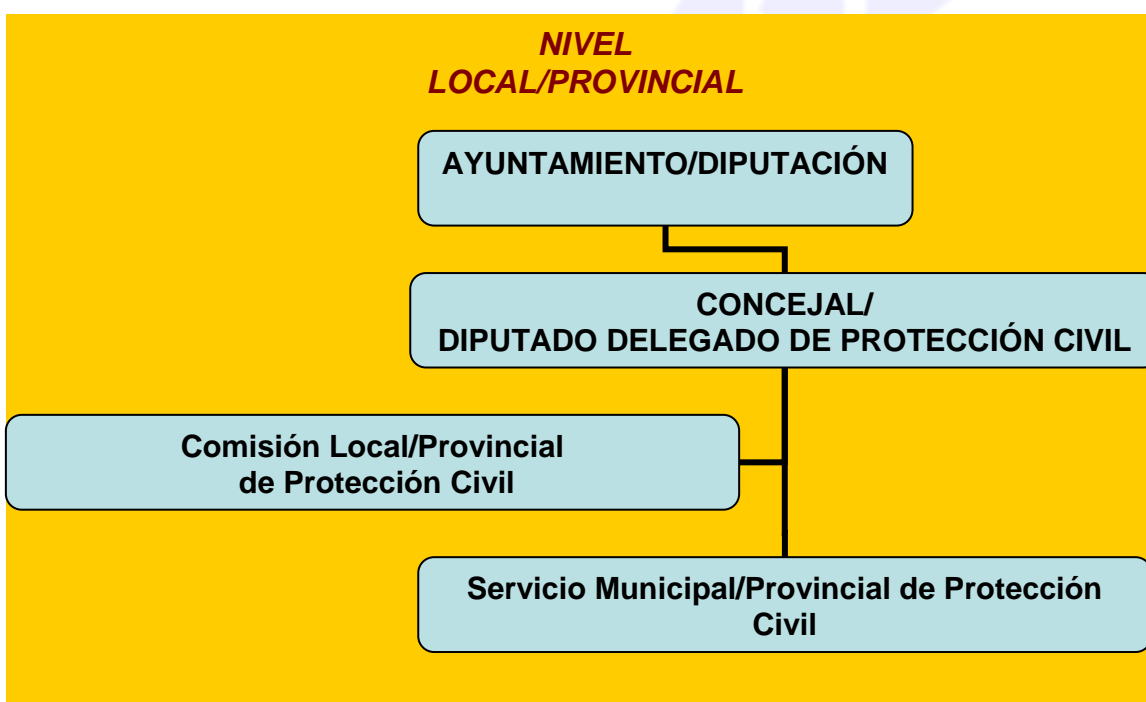 NIVEL
LOCAL/PROVINCIAL
AYUNTAMIENTO/DIPUTACIÓN
CONCEJAL/
DIPUTADO DELEGADO DE PROTECCIÓN CIVIL
Comisión Local/Provincial
de Protección Civil
Servicio Municipal/Provincial de Protección
Civil